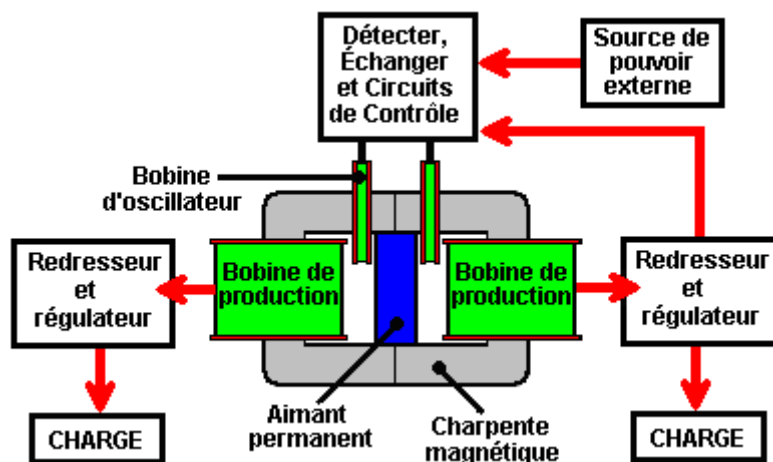 Détecter,
Échanger
et Circuits
de Contrôle
Source de
pouvoir
externe
Bobine
d'oscillateur
Redresseur
et
régulateur
Bobine de
production
Bobine de
production
Redresseur
et
régulateur
CHARGE
Aimant
permanent
Charpente
magnétique
CHARGE